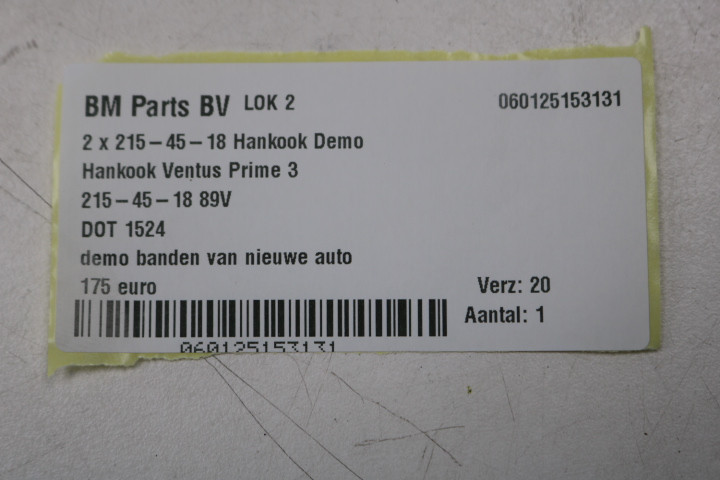 BM Parts BV LOK 2 060125153131
2 x 215-45-18 Hankook Demo
Hankook Ventus Prime 3
215-45-18 89V
DOT 1524
demo banden van nieuwe auto
175 euro Verz: 20
Aantal: 1
060125153131